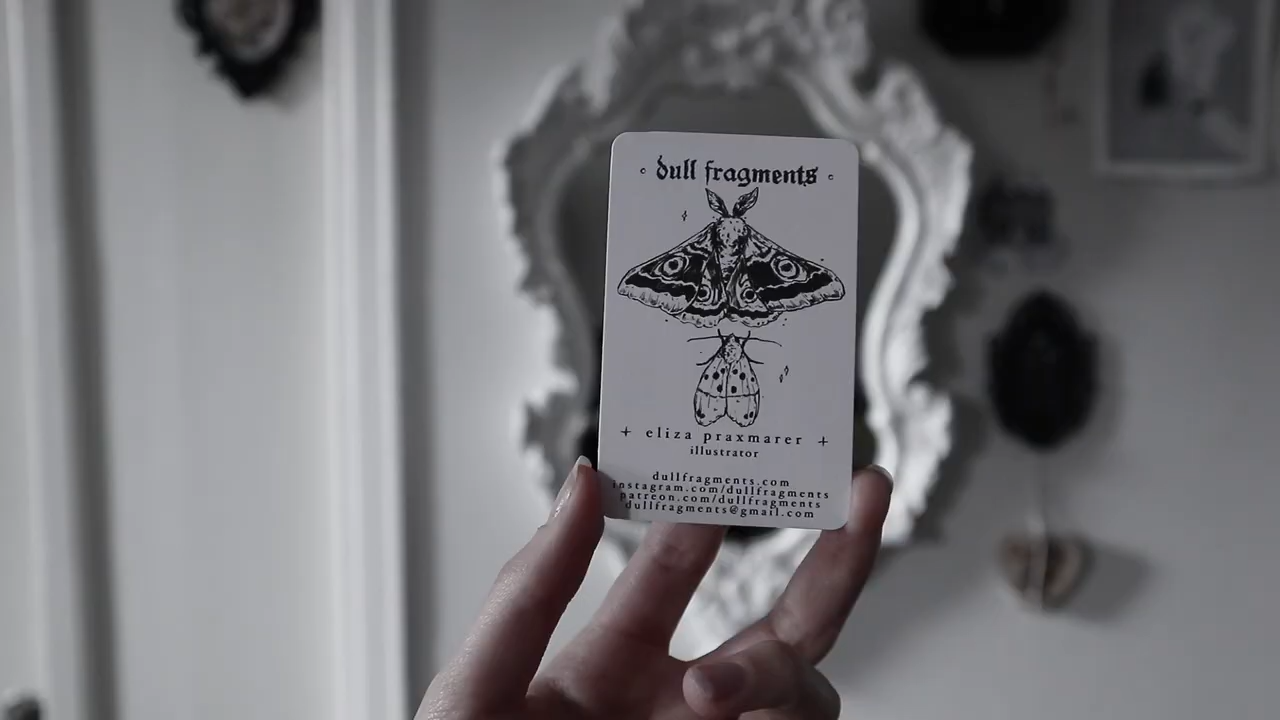 dull fragments
eliza praxmarer
illustrator
dullfragments.com
instagram.com/dullfragments
patreon.com/dullfragments
dullfragments@gmail.com